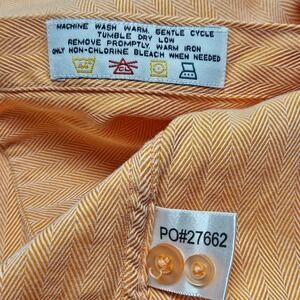 MACHINE WASH WARM, GENTLE CYCLE
TUMBLE DRY LOW
REMOVE PROMPTLY, WARM IRON
ONLY NON-CHLORINE BLEACH WHEN NEEDED
CL
PO#27662